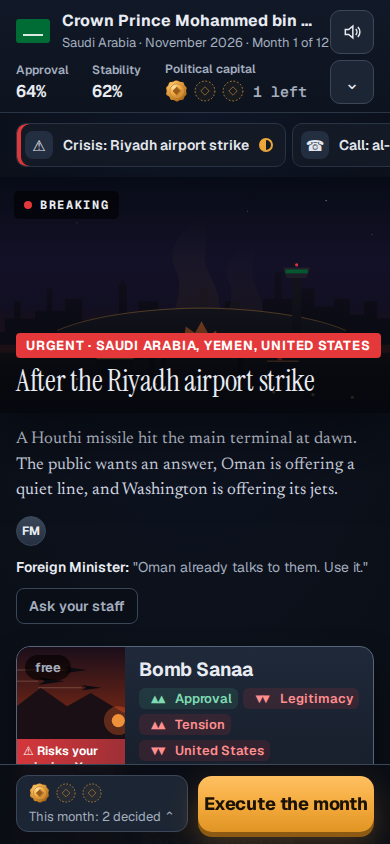 Crown Prince Mohammed bin ...
Saudi Arabia · November 2026 · Month 1 of 12
Approval
64%
Stability
62%
Political capital
1 left
Crisis: Riyadh airport strike
Call: al-
BREAKING
URGENT · SAUDI ARABIA, YEMEN, UNITED STATES
After the Riyadh airport strike
A Houthi missile hit the main terminal at dawn.
The public wants an answer, Oman is offering a
quiet line, and Washington is offering its jets.
FM
Foreign Minister: "Oman already talks to them. Use it."
Ask your staff
free
Bomb Sanaa
Approval
Legitimacy
Tension
United States
Risks your
This month: 2 decided
Execute the month